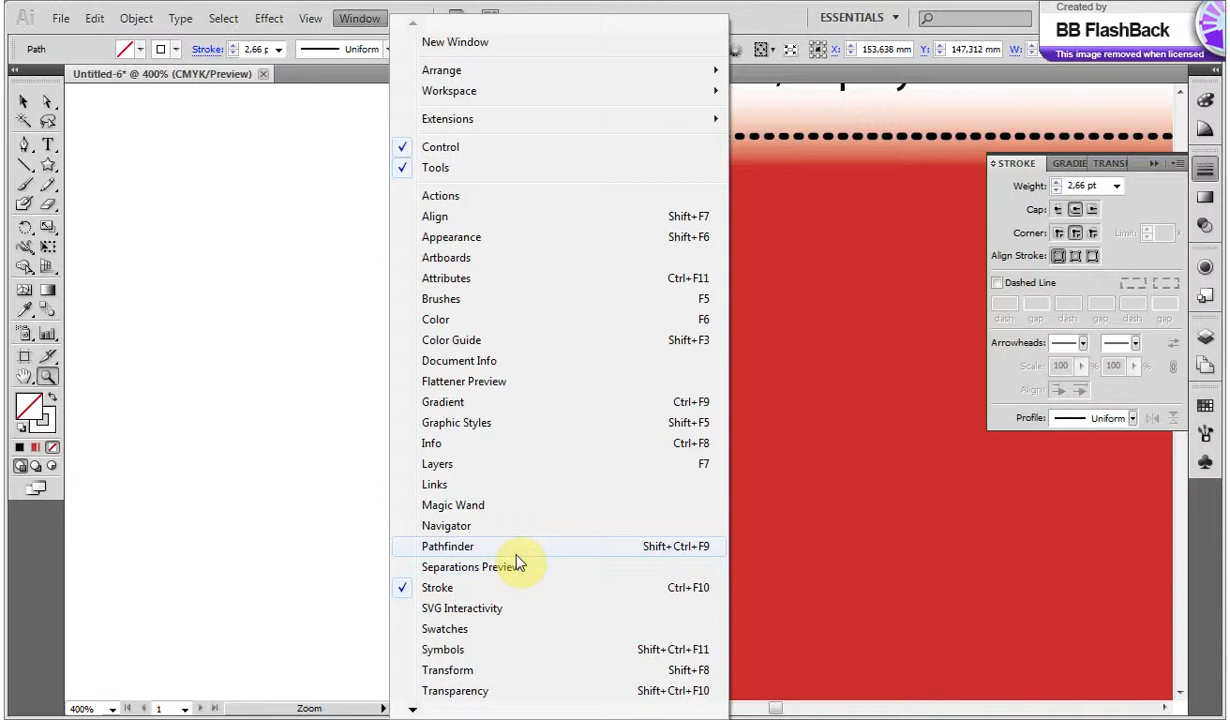 Ai File Edit Object Type Select Effect View Window ESSENTIALS
Created by
BB FlashBack
This image removed when licensed
Path Stroke: 2,66 p Uniform X: 153,638 mm Y: 147,312 mm W:
Untitled-6* @ 400% (CMYK/Preview)
New Window
Arrange
Workspace
Extensions
Control
Tools
Actions
Align Shift+F7
Appearance Shift+F6
Artboards
Attributes Ctrl+F11
Brushes F5
Color F6
Color Guide Shift+F3
Document Info
Flattener Preview
Gradient Ctrl+F9
Graphic Styles Shift+F5
Info Ctrl+F8
Layers F7
Links
Magic Wand
Navigator
Pathfinder Shift+Ctrl+F9
Separations Preview
Stroke Ctrl+F10
SVG Interactivity
Swatches
Symbols Shift+Ctrl+F11
Transform Shift+F8
Transparency Shift+Ctrl+F10
STROKE GRADIE TRANSI
Weight: 2,66 pt
Cap:
Corner: Limit: x
Align Stroke:
Dashed Line
dash gap dash gap dash gap
Arrowheads:
Scale: 100 % 100 %
Align:
Profile: Uniform
400% 1 Zoom